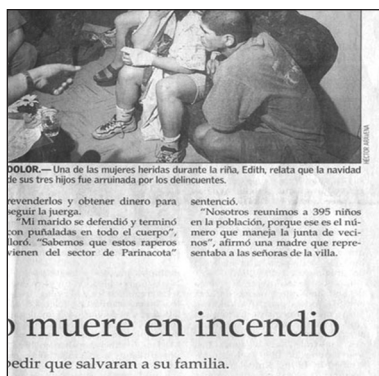 HECTOR ARAVENA
DOLOR.— Una de las mujeres heridas durante la riña, Edith, relata que la navidad
de sus tres hijos fue arruinada por los delincuentes.
revenderlos y obtener dinero para
seguir la juerga.
"Mi marido se defendió y terminó
con puñaladas en todo el cuerpo",
lloró. "Sabemos que estos raperos
vienen del sector de Parinacota"
sentenció.
"Nosotros reunimos a 395 niños
en la población, porque ese es el nú-
mero que maneja la junta de veci-
nos", afirmó una madre que repre-
sentaba a las señoras de la villa.
o muere en incendio
pedir que salvaran a su familia.